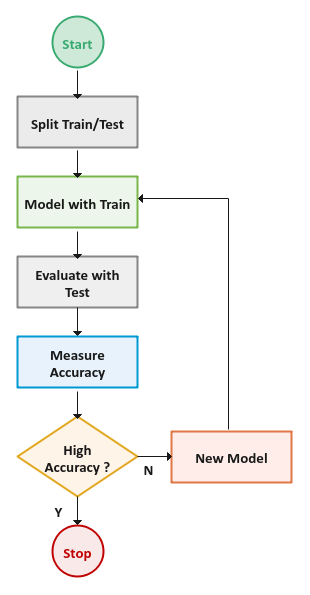 Start
Split Train/Test
Model with Train
Evaluate with
Test
Measure
Accuracy
High
Accuracy ?
N
New Model
Y
Stop